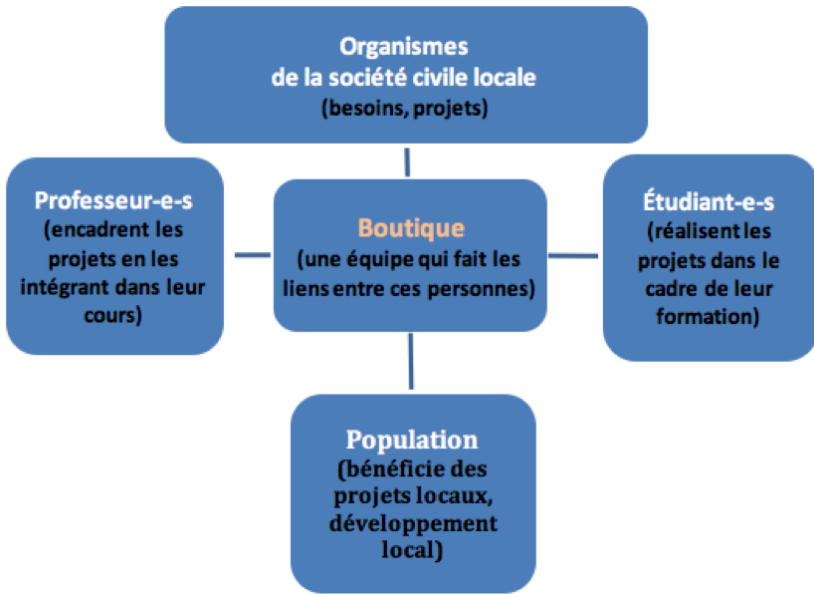 Organismes
de la société civile locale
(besoins, projets)
Professeur-e-s
(encadrent les
projets en les
intégrant dans leur
cours)
Boutique
(une équipe qui fait les
liens entre ces personnes)
Étudiant-e-s
(réalisent les
projets dans le
cadre de leur
formation)
Population
(bénéficie des
projets locaux,
développement
local)